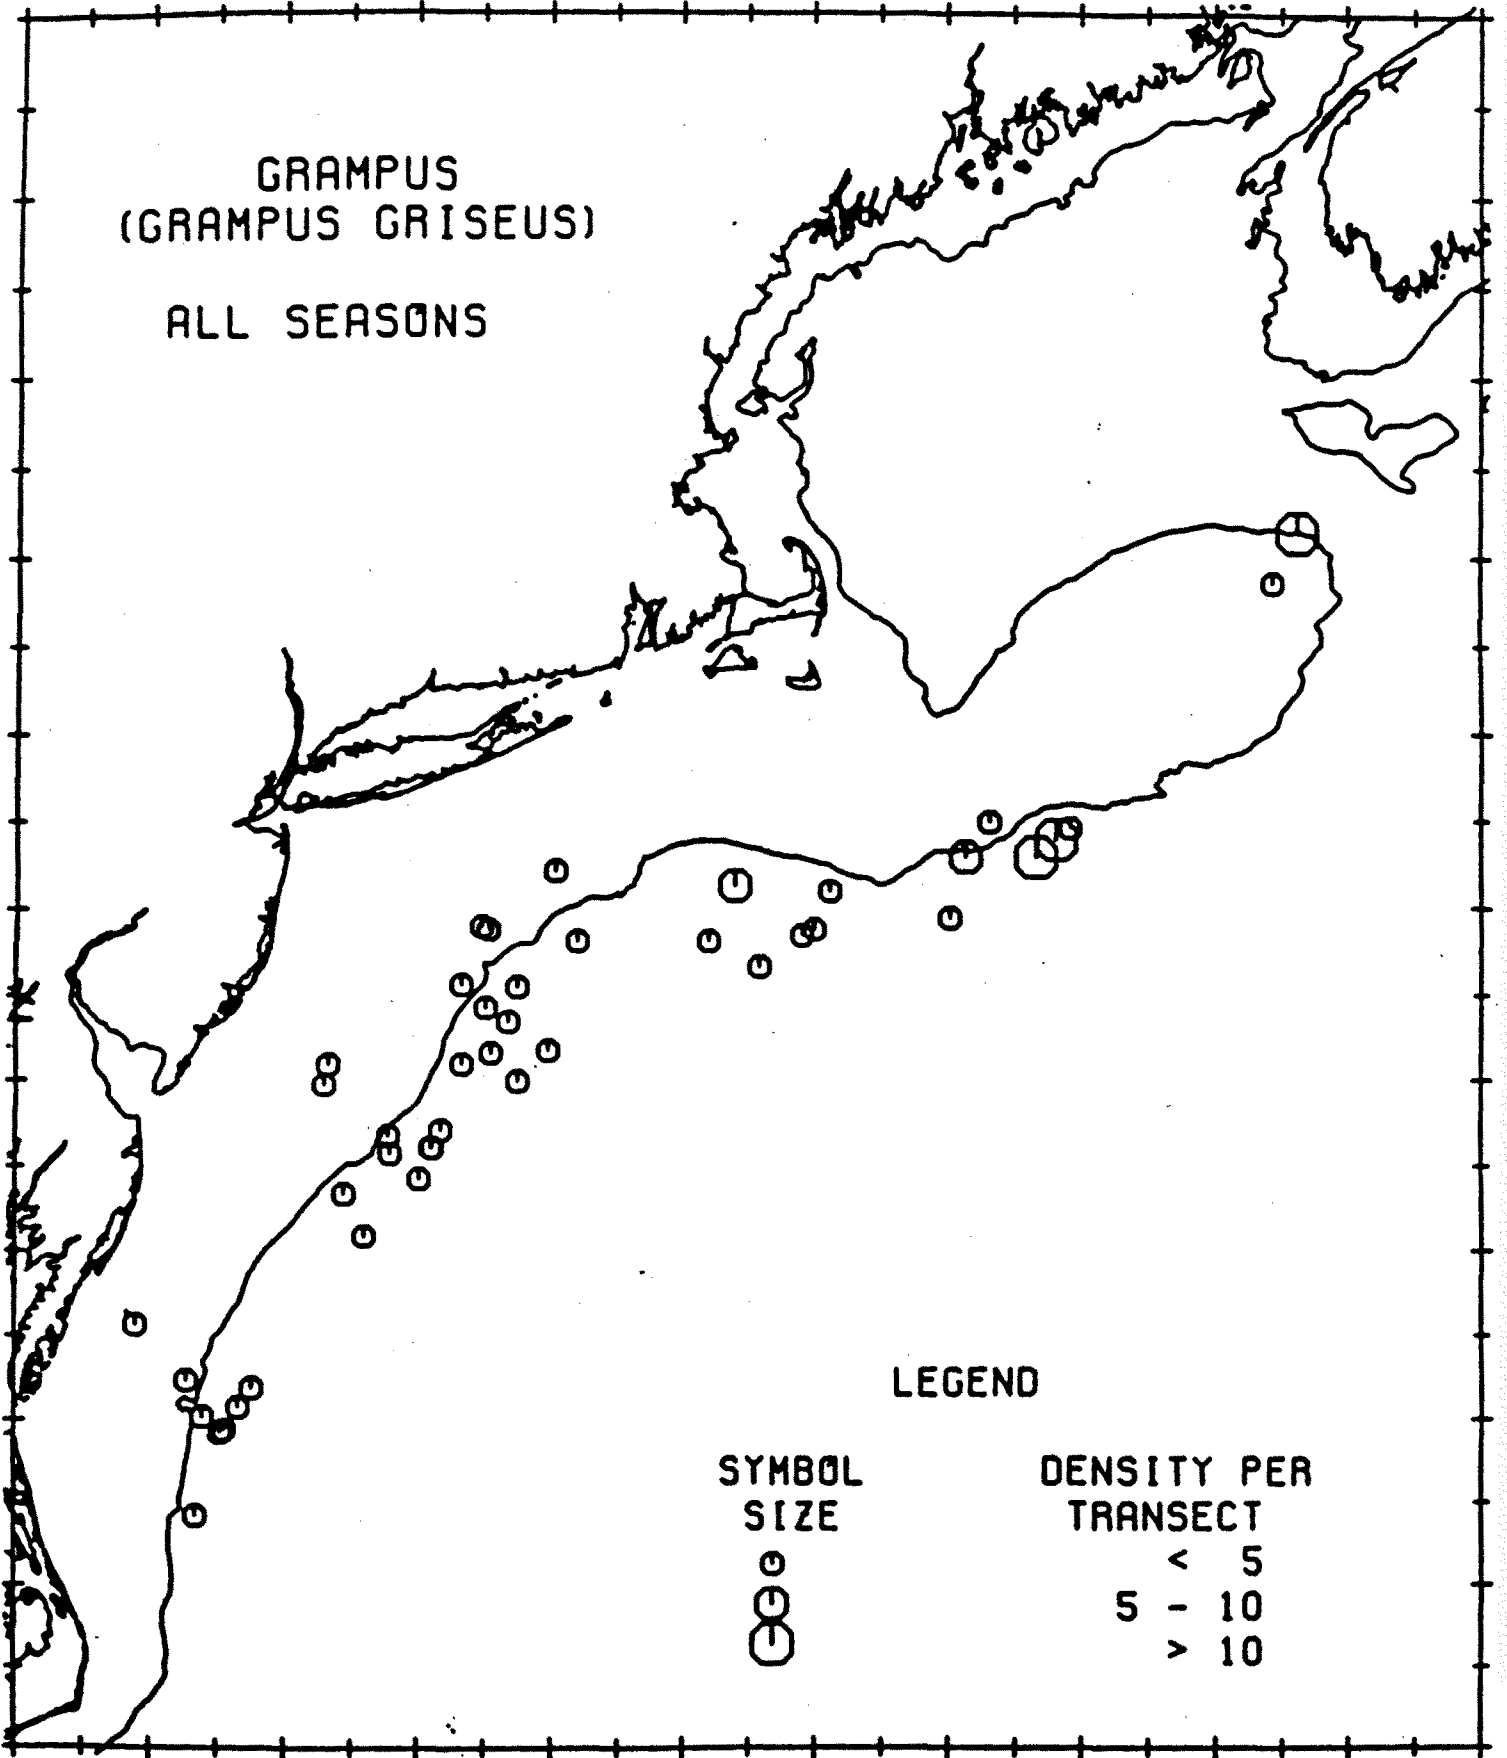 GRAMPUS
(GRAMPUS GRISEUS)
ALL SEASONS
LEGEND
SYMBOL SIZE
DENSITY PER TRANSECT
< 5
5 - 10
> 10